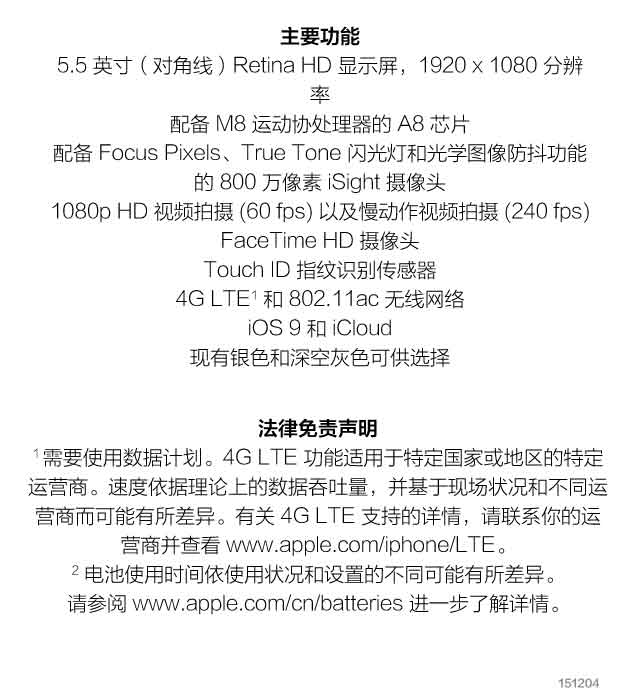 主要功能
5.5 英寸（对角线）Retina HD 显示屏，1920 x 1080 分辨
率
配备 M8 运动协处理器的 A8 芯片
配备 Focus Pixels、True Tone 闪光灯和光学图像防抖功能
的 800 万像素 iSight 摄像头
1080p HD 视频拍摄 (60 fps) 以及慢动作视频拍摄 (240 fps)
FaceTime HD 摄像头
Touch ID 指纹识别传感器
4G LTE¹ 和 802.11ac 无线网络
iOS 9 和 iCloud
现有银色和深空灰色可供选择
法律免责声明
¹ 需要使用数据计划。4G LTE 功能适用于特定国家或地区的特定
运营商。速度依据理论上的数据吞吐量，并基于现场状况和不同运
营商而可能有所差异。有关 4G LTE 支持的详情，请联系你的运
营商并查看 www.apple.com/iphone/LTE。
² 电池使用时间依使用状况和设置的不同可能有所差异。
请参阅 www.apple.com/cn/batteries 进一步了解详情。
151204